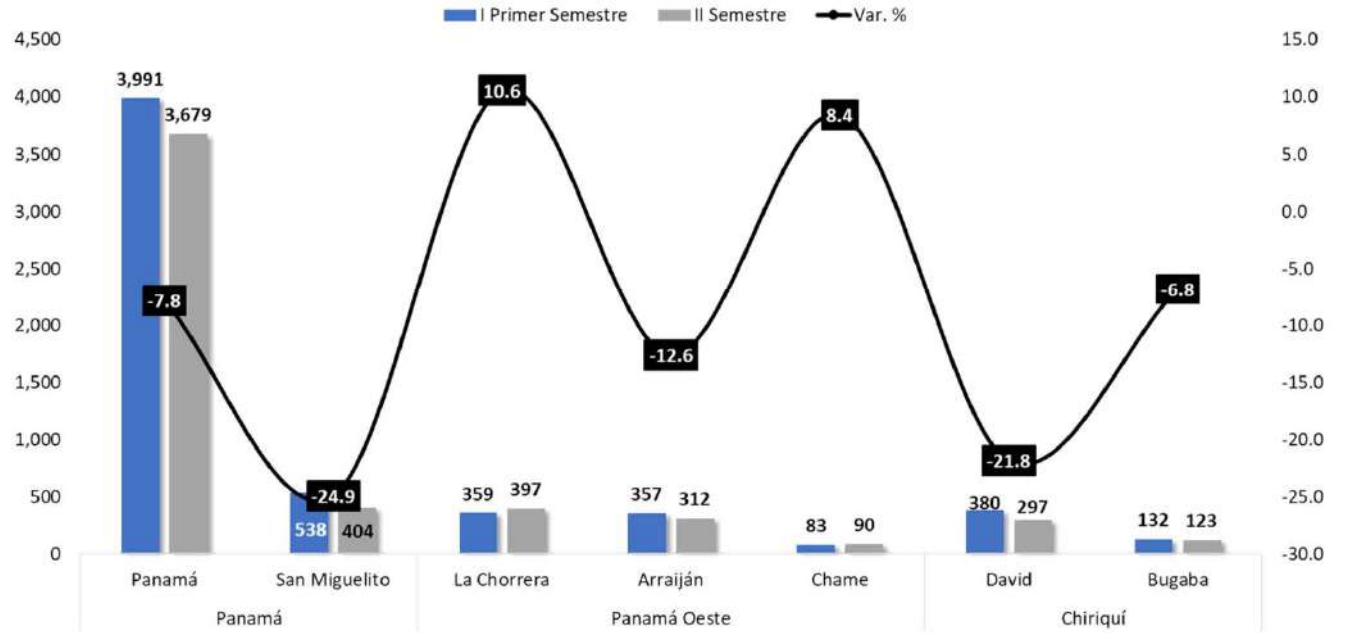 I Primer Semestre II Semestre Var. %
4,500 15.0
3,991
4,000 10.6 10.0
3,679 8.4
3,500 5.0
3,000 0.0
2,500 -5.0
-7.8 -6.8
2,000 -10.0
-12.6
1,500 -15.0
1,000 -20.0
-21.8
500 -24.9 359 397 357 312 380 297 -25.0
538 404 83 90 132 123
0 -30.0
Panamá San Miguelito La Chorrera Arraiján Chame David Bugaba
Panamá Panamá Oeste Chiriquí